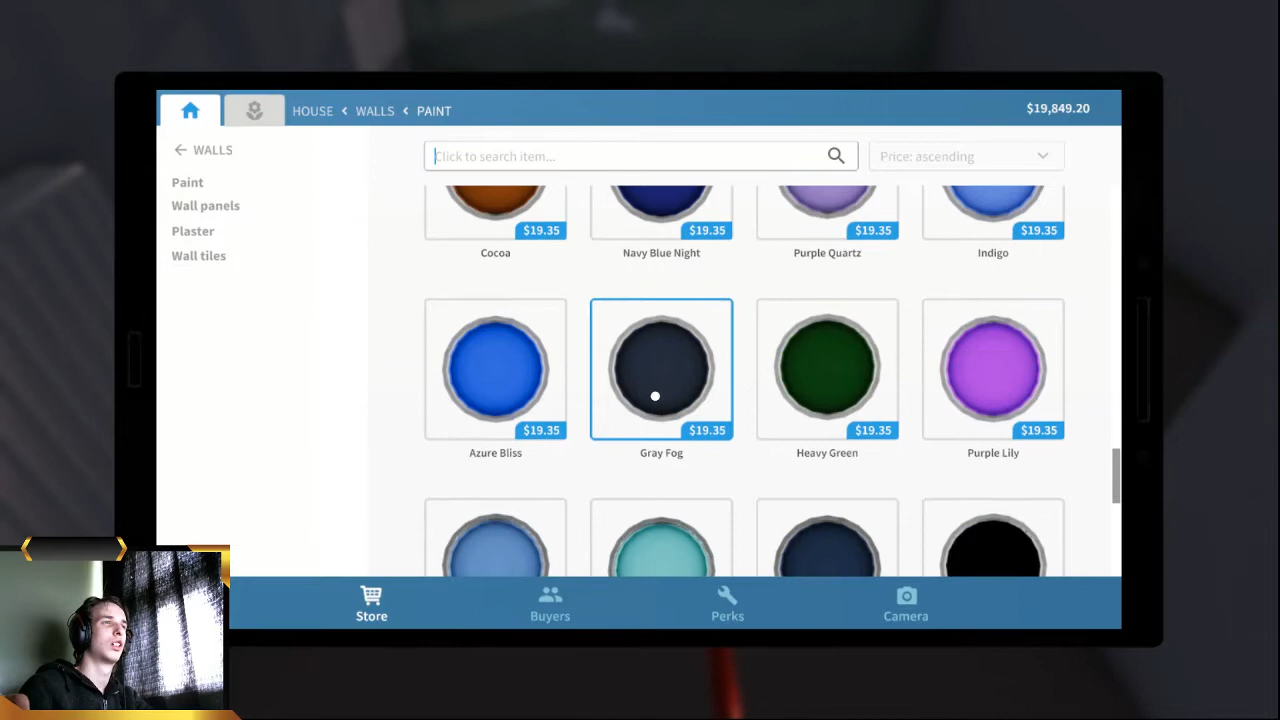 HOUSE < WALLS < PAINT
$19,849.20
WALLS
Click to search item...
Price: ascending
Paint
Wall panels
Plaster
Wall tiles
$19.35
$19.35
$19.35
$19.35
Cocoa
Navy Blue Night
Purple Quartz
Indigo
$19.35
$19.35
$19.35
$19.35
Azure Bliss
Gray Fog
Heavy Green
Purple Lily
Store
Buyers
Perks
Camera